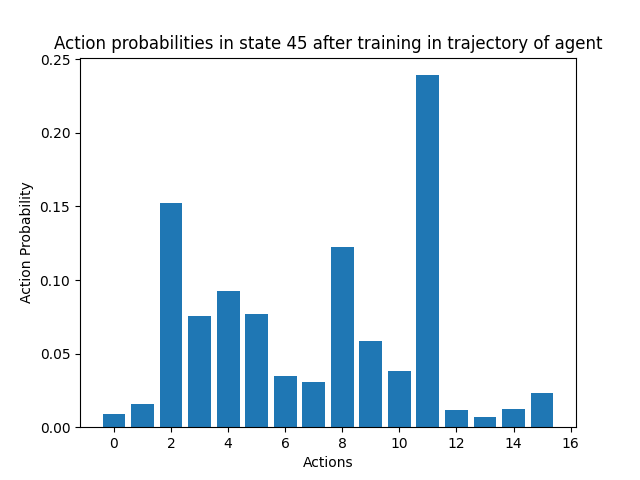 Action probabilities in state 45 after training in trajectory of agent
0.25
0.20
0.15
0.10
0.05
0.00
Action Probability
0 2 4 6 8 10 12 14 16
Actions